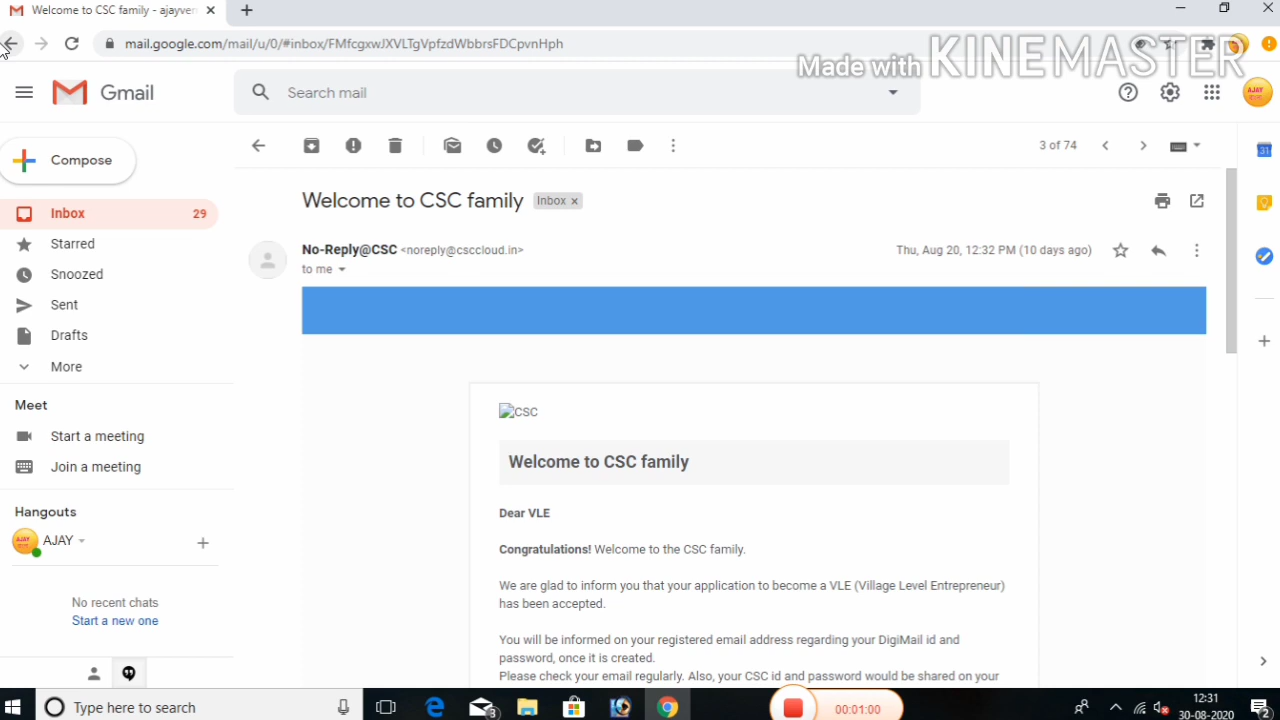 Welcome to CSC family - ajayver
mail.google.com/mail/u/0/#inbox/FMfcgxwJXVLTgVpfzdWbbrsFDCpvnHph
Made with KINEMASTER
Gmail
Search mail
AJAY
Compose
3 of 74
31
Inbox 29
Welcome to CSC family Inbox x
Starred
No-Reply@CSC <noreply@csccloud.in>
Thu, Aug 20, 12:32 PM (10 days ago)
to me
Snoozed
Sent
Drafts
More
Meet
CSC
Start a meeting
Welcome to CSC family
Join a meeting
Hangouts
Dear VLE
AJAY
Congratulations! Welcome to the CSC family.
We are glad to inform you that your application to become a VLE (Village Level Entrepreneur)
has been accepted.
No recent chats
Start a new one
You will be informed on your registered email address regarding your DigiMail id and
password, once it is created.
Please check your email regularly. Also, your CSC id and password would be shared on your
Type here to search
3
00:01:00
12:31
30-08-2020
2